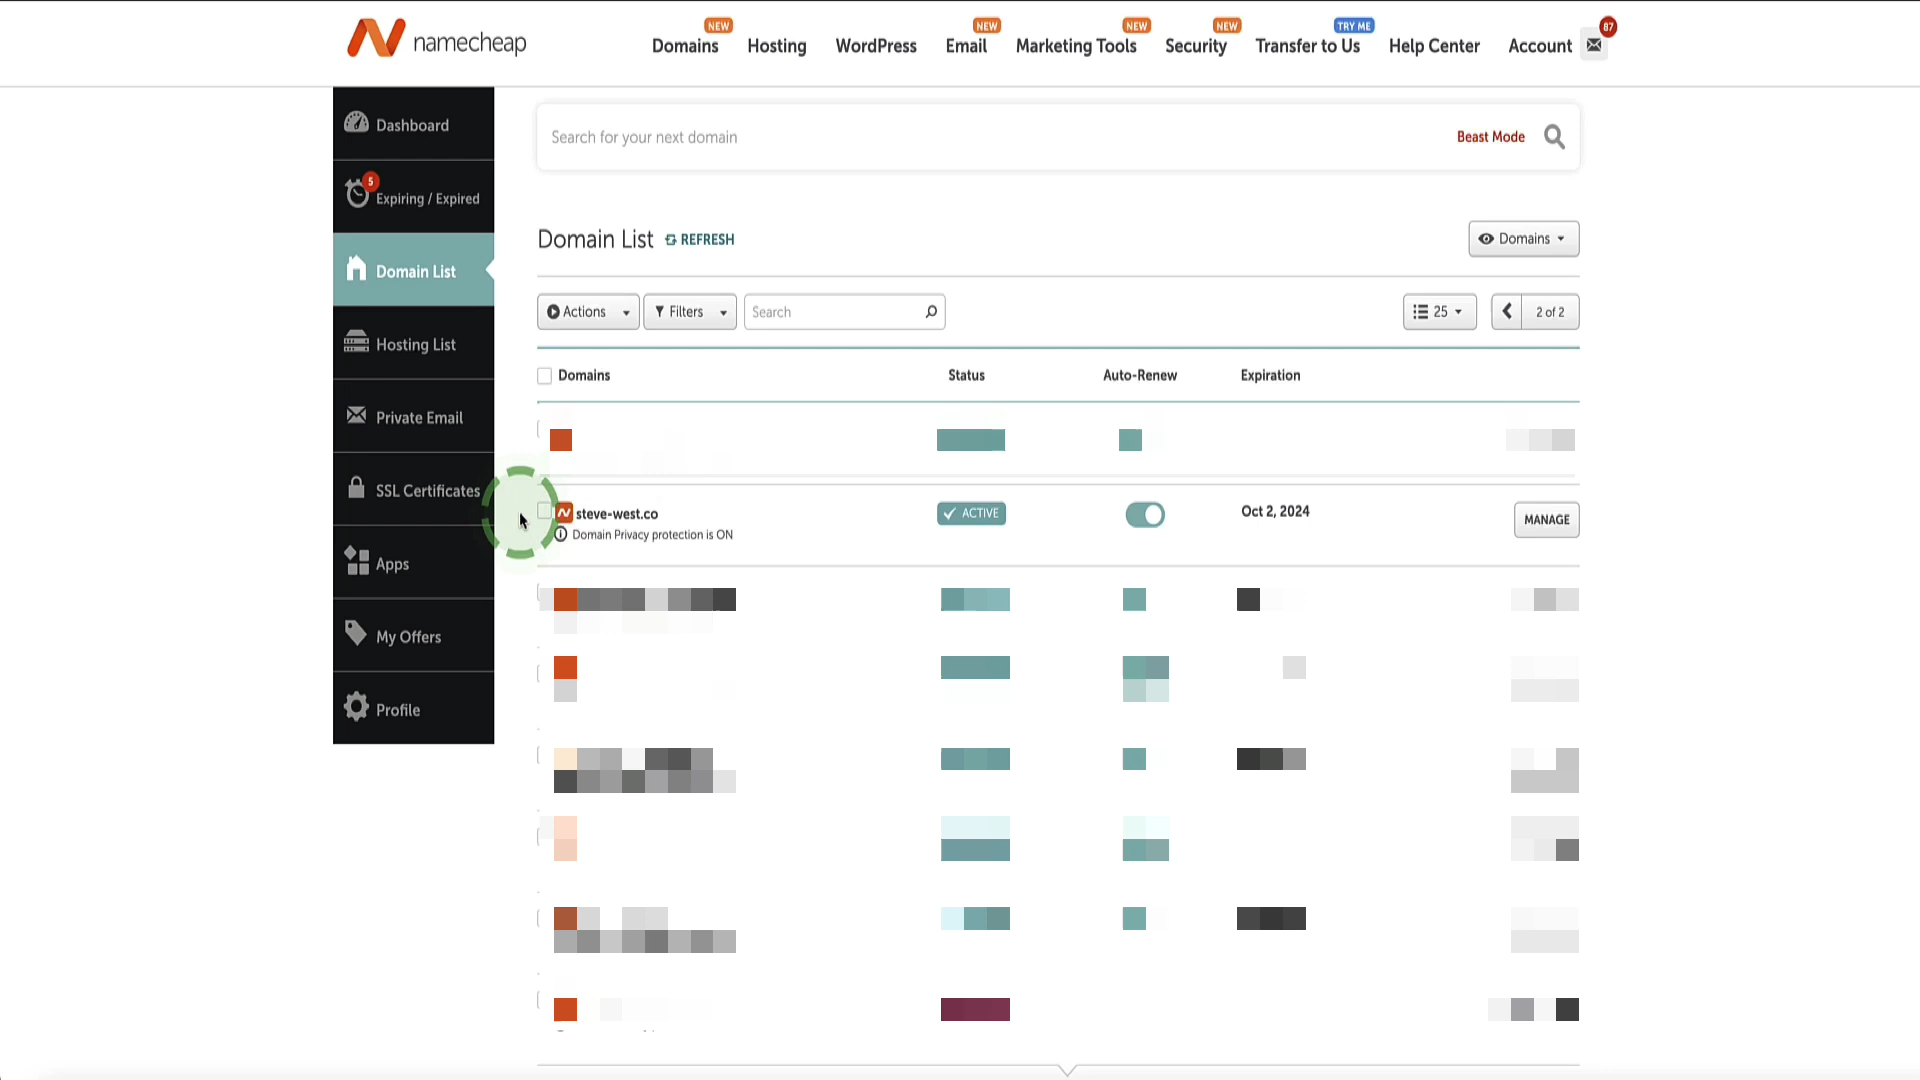 namecheap
NEW NEW NEW NEW TRY ME 87
Domains Hosting WordPress Email Marketing Tools Security Transfer to Us Help Center Account
Dashboard
5
Expiring / Expired
Domain List
Hosting List
Private Email
SSL Certificates
Apps
My Offers
Profile
Search for your next domain Beast Mode
Domain List REFRESH Domains
Actions Filters Search 25 2 of 2
Domains Status Auto-Renew Expiration
steve-west.co ACTIVE Oct 2, 2024 MANAGE
Domain Privacy protection is ON